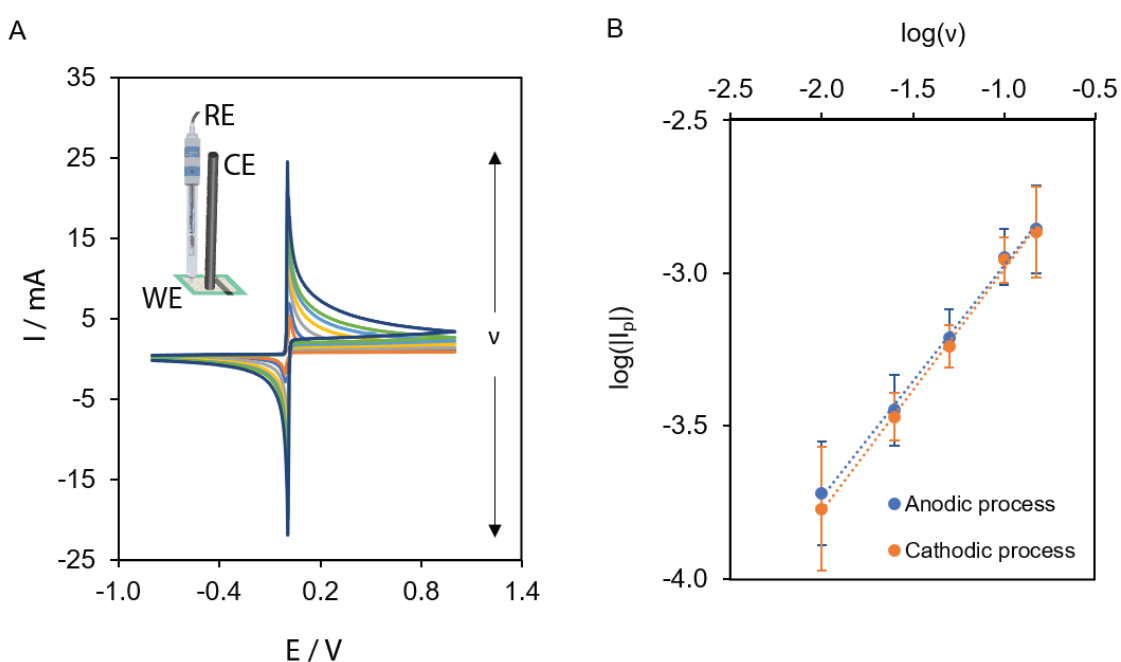 A
35
25
15
5
-5
-15
-25
I / mA
-1.0 -0.4 0.2 0.8 1.4
E / V
RE
CE
WE
ν
B
log(ν)
-2.5 -2.0 -1.5 -1.0 -0.5
-2.5
-3.0
-3.5
-4.0
log(|Ip|)
Anodic process
Cathodic process